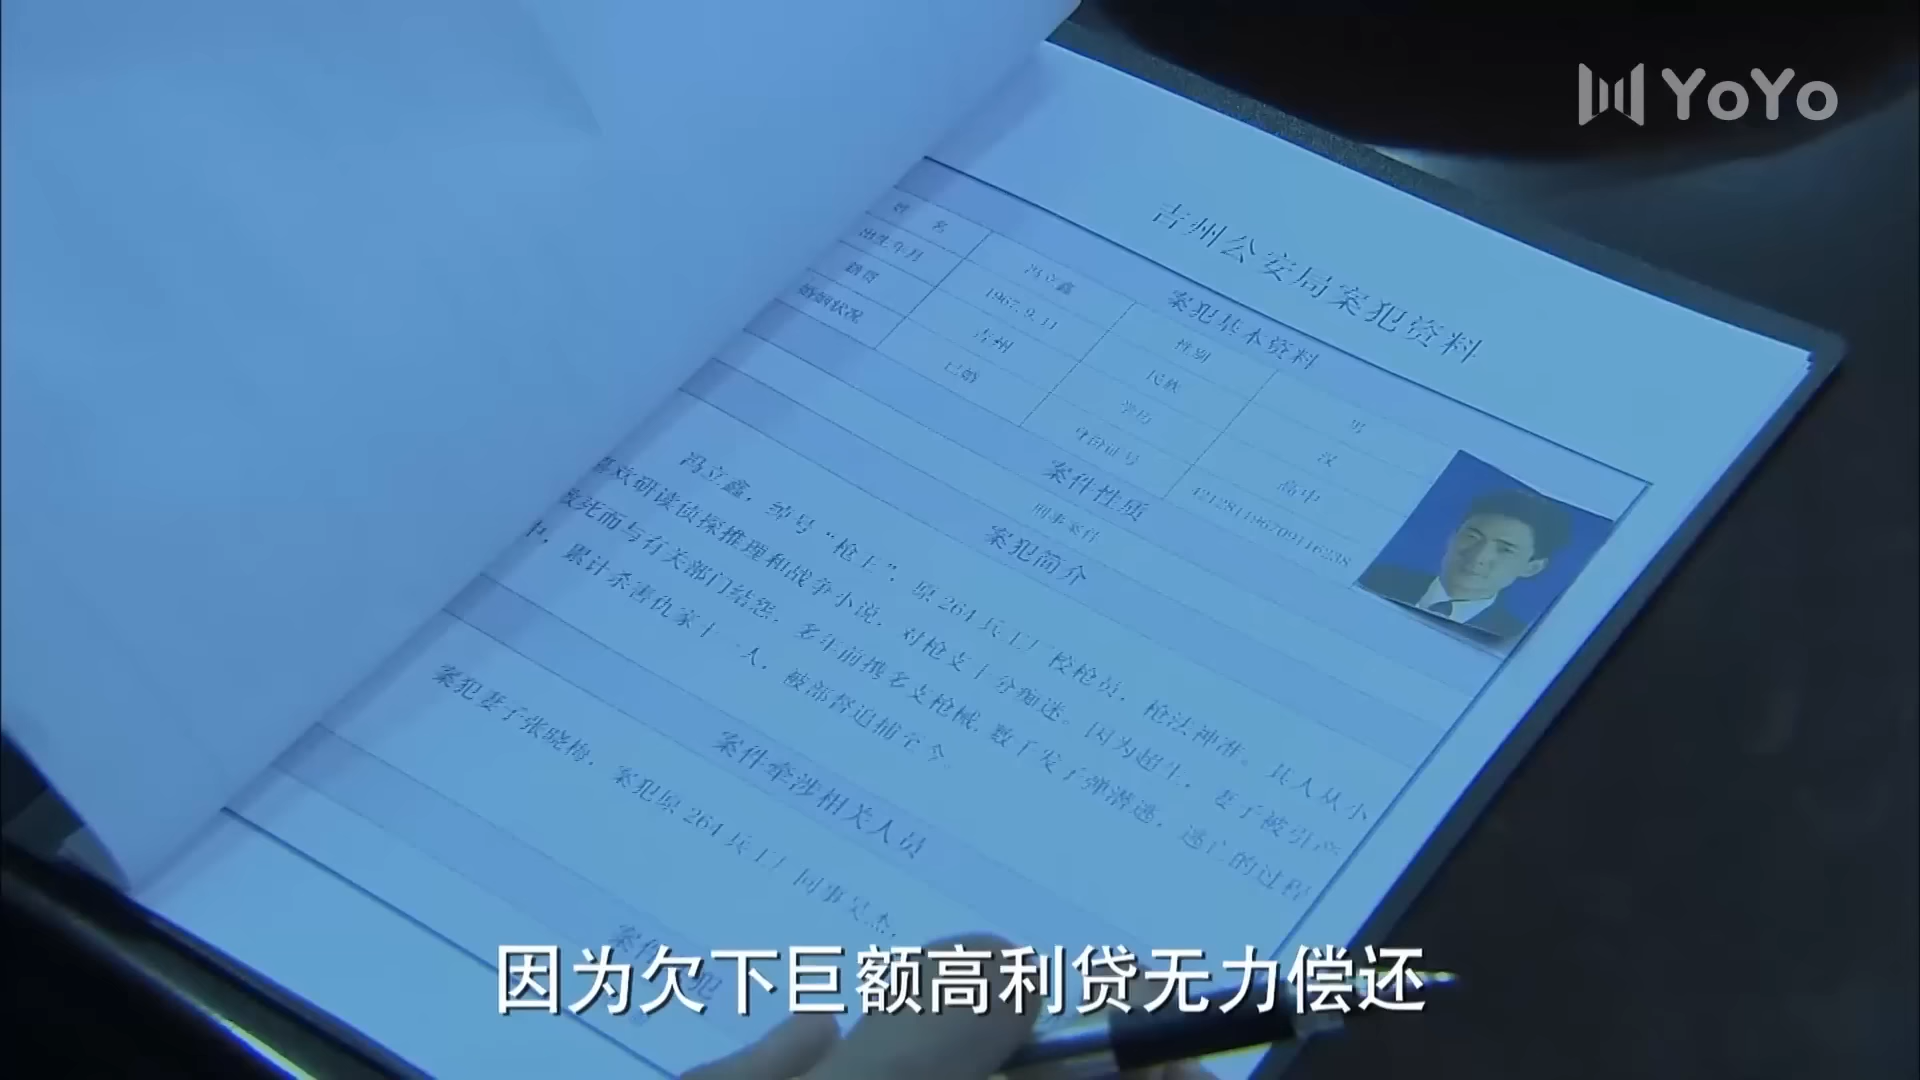 YoYo
吉州公安局案犯资料
案犯基本资料
姓 名 冯立鑫 性别 男
出生年月 1967.9.11 民族 汉
籍贯 吉州 学历 高中
婚姻状况 已婚 身份证号 421281196709116238
案件性质
刑事案件
案犯简介
冯立鑫，绰号“枪王”，原264兵工厂校枪员，枪法神准。其人从小
喜欢研读侦探推理和战争小说，对枪支十分痴迷。因为超生，妻子被引产
致死而与有关部门结怨，多年前携多支枪械，数千发子弹潜逃，逃亡的过程
中，累计杀害仇家十一人，被部督追捕至今。
案件牵涉相关人员
案犯妻子张晓梅，案犯原264兵工厂同事吴杰，
因为欠下巨额高利贷无力偿还